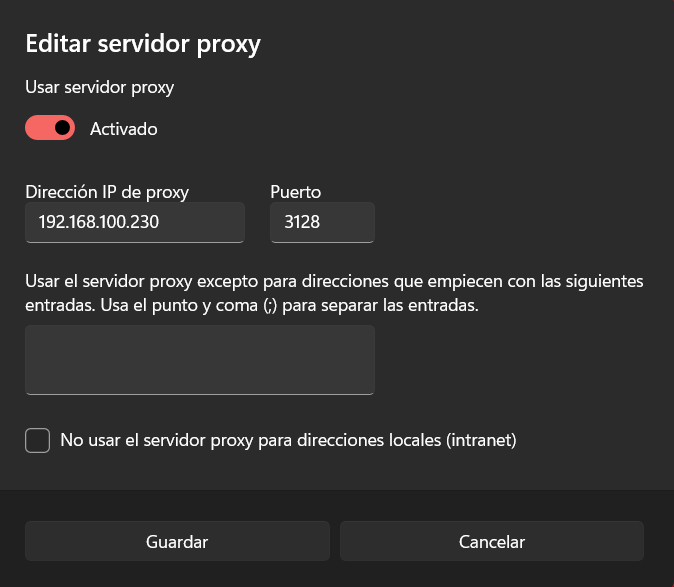 Editar servidor proxy
Usar servidor proxy
Activado
Dirección IP de proxy
Puerto
192.168.100.230
3128
Usar el servidor proxy excepto para direcciones que empiecen con las siguientes
entradas. Usa el punto y coma (;) para separar las entradas.
No usar el servidor proxy para direcciones locales (intranet)
Guardar
Cancelar